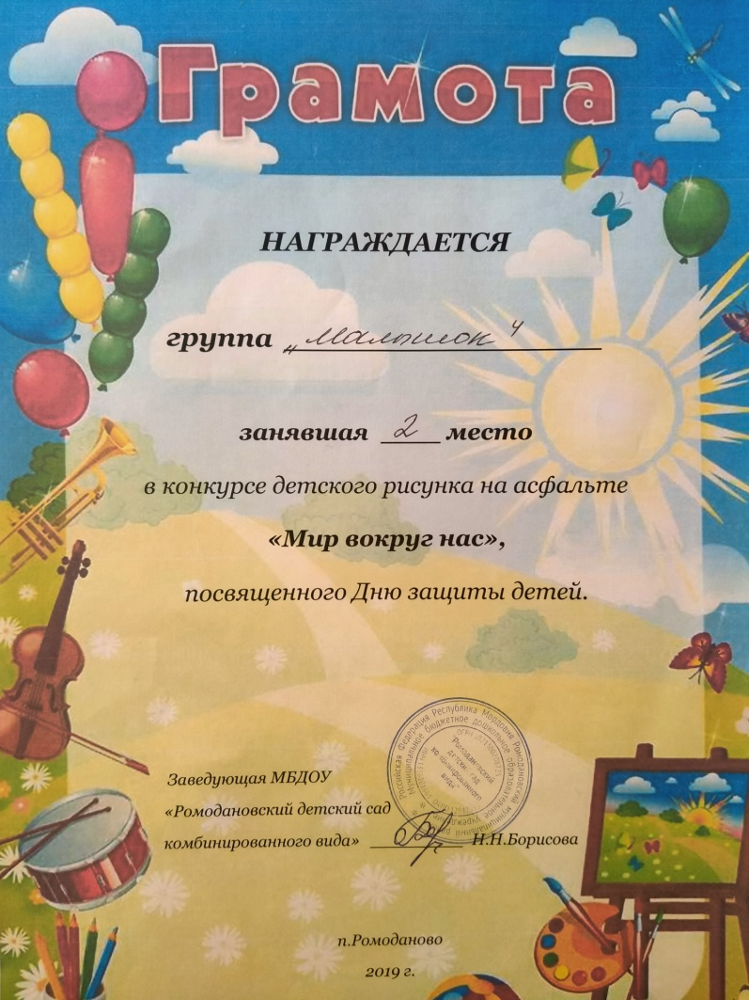 Грамота
НАГРАЖДАЕТСЯ
группа „Малышок“
занявшая 2 место
в конкурсе детского рисунка на асфальте
«Мир вокруг нас»,
посвященного Дню защиты детей.
Российская Федерация Республика Мордовия Ромодановский муниципальный район
Муниципальное бюджетное дошкольное образовательное учреждение
"Ромодановский
детский сад
комбинированного
вида"
Заведующая МБДОУ
«Ромодановский детский сад
комбинированного вида» Н.Н.Борисова
п.Ромоданово
2019 г.